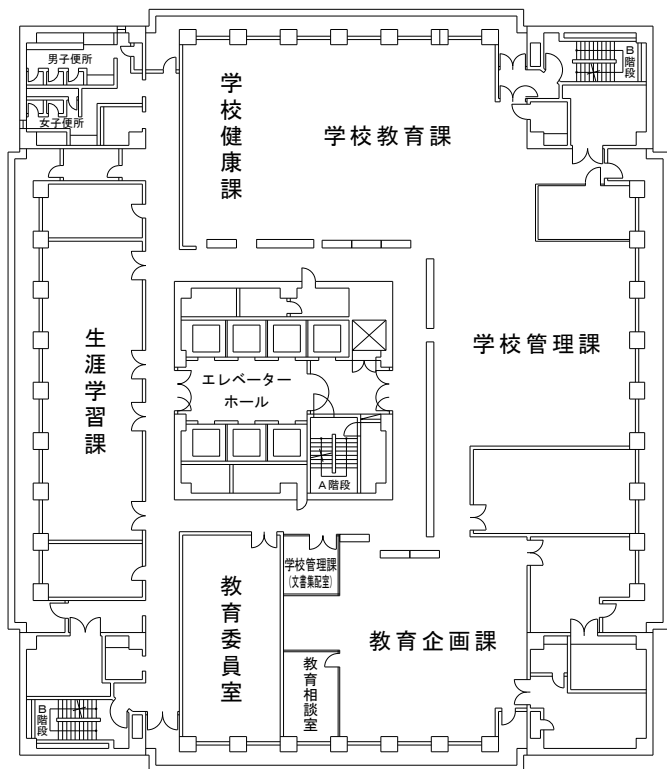 男子便所
女子便所
学校健康課
学校教育課
B階段
生涯学習課
エレベーター
ホール
学校管理課
A階段
学校管理課
(文書集配室)
教育委員室
教育企画課
教育相談室
B階段